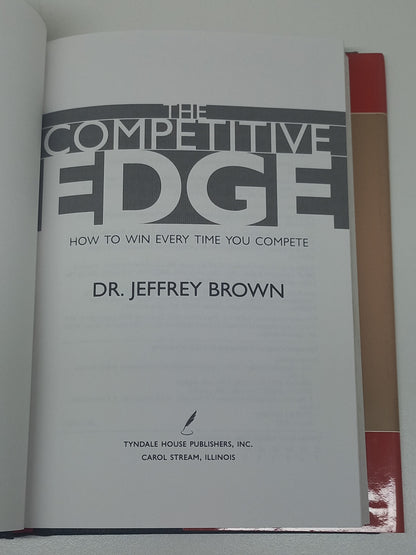 THE
COMPETITIVE
EDGE
HOW TO WIN EVERY TIME YOU COMPETE
DR. JEFFREY BROWN
TYNDALE HOUSE PUBLISHERS, INC.
CAROL STREAM, ILLINOIS